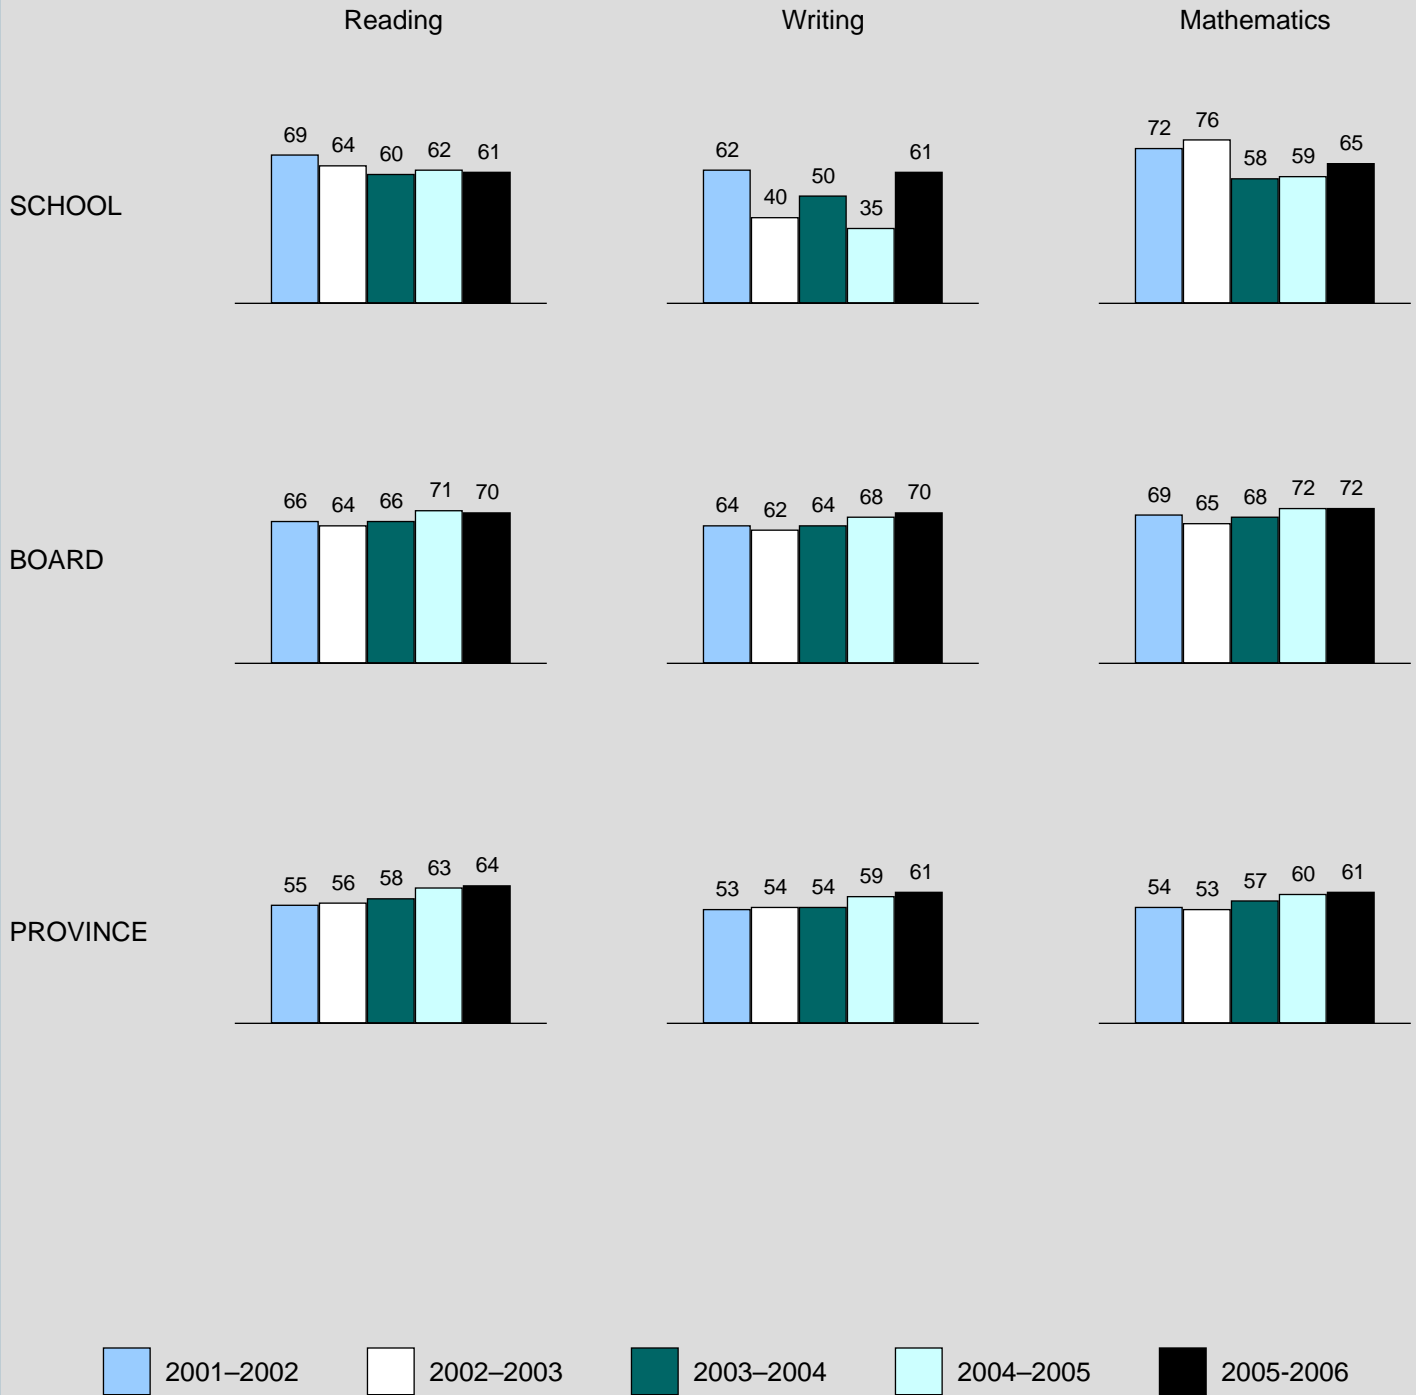 Reading Writing Mathematics
SCHOOL
69 64 60 62 61
62 40 50 35 61
72 76 58 59 65
BOARD
66 64 66 71 70
64 62 64 68 70
69 65 68 72 72
PROVINCE
55 56 58 63 64
53 54 54 59 61
54 53 57 60 61
2001–2002 2002–2003 2003–2004 2004–2005 2005-2006